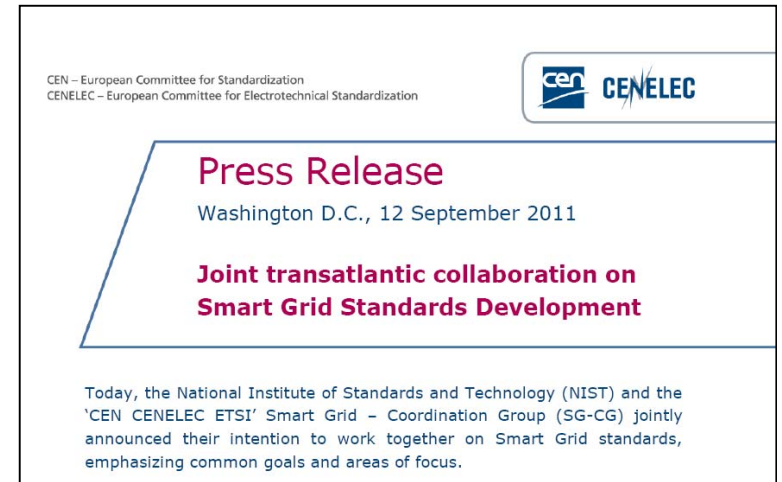 CEN – European Committee for Standardization
CENELEC – European Committee for Electrotechnical Standardization
cen CENELEC
Press Release
Washington D.C., 12 September 2011
Joint transatlantic collaboration on
Smart Grid Standards Development
Today, the National Institute of Standards and Technology (NIST) and the
‘CEN CENELEC ETSI’ Smart Grid – Coordination Group (SG-CG) jointly
announced their intention to work together on Smart Grid standards,
emphasizing common goals and areas of focus.